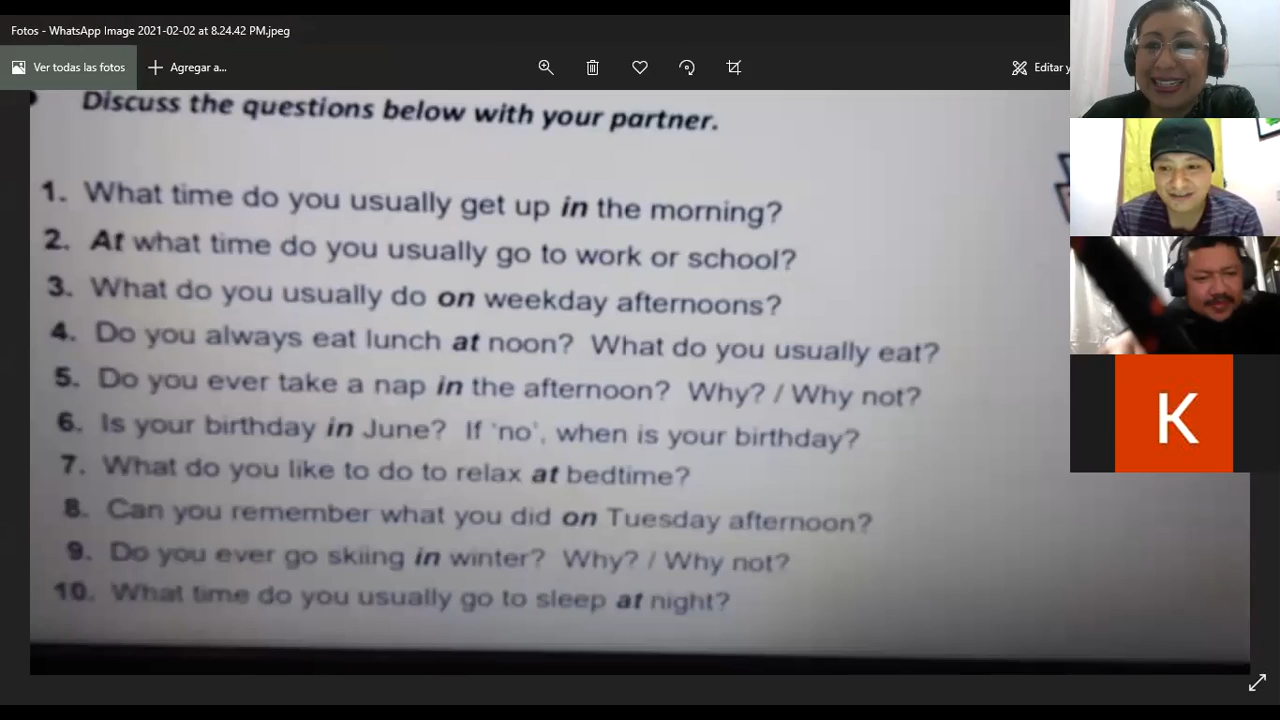 Fotos - WhatsApp Image 2021-02-02 at 8.24.42 PM.jpeg
Ver todas las fotos
Agregar a...
Editar y
Discuss the questions below with your partner.
1. What time do you usually get up in the morning?
2. At what time do you usually go to work or school?
3. What do you usually do on weekday afternoons?
4. Do you always eat lunch at noon? What do you usually eat?
5. Do you ever take a nap in the afternoon? Why? / Why not?
6. Is your birthday in June? If 'no', when is your birthday?
7. What do you like to do to relax at bedtime?
8. Can you remember what you did on Tuesday afternoon?
9. Do you ever go skiing in winter? Why? / Why not?
10. What time do you usually go to sleep at night?
K